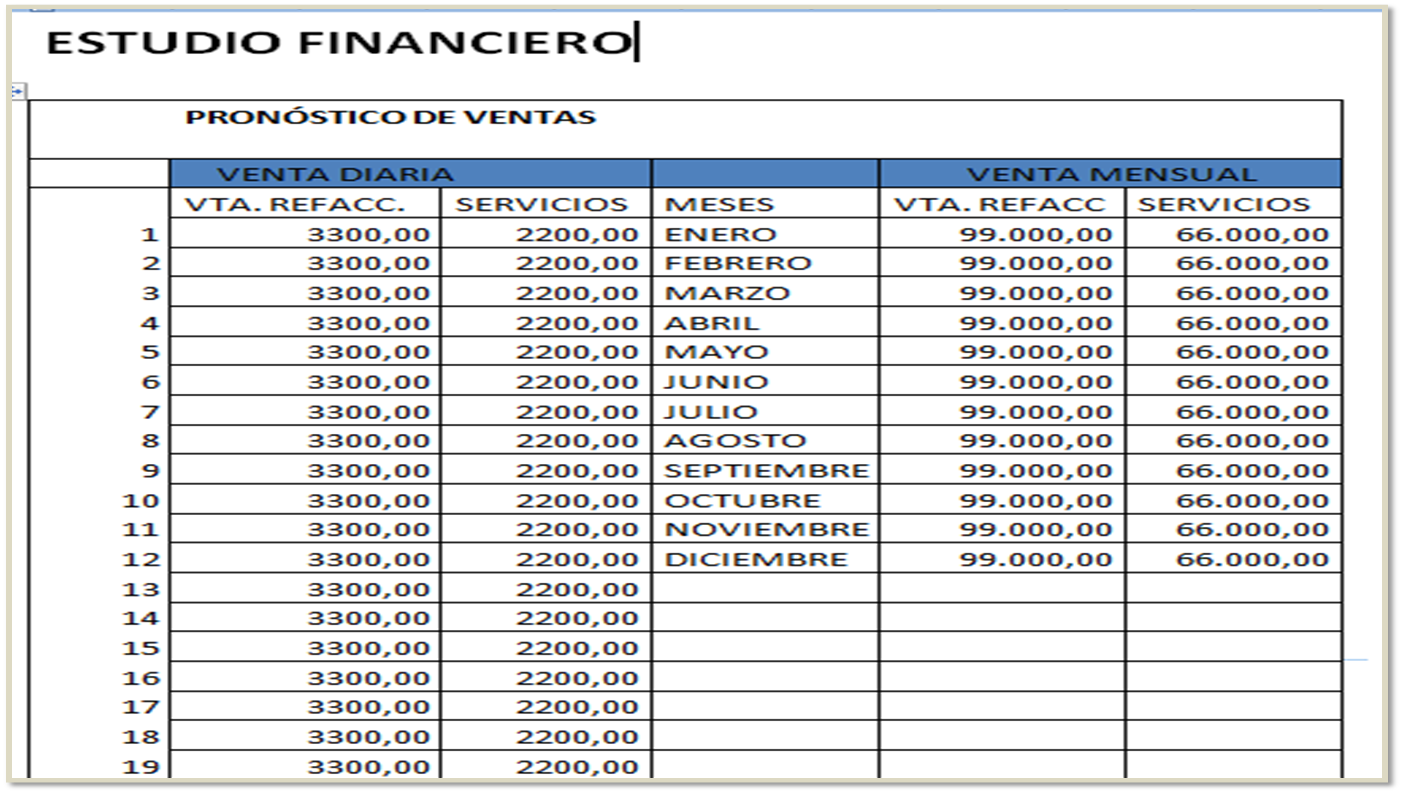 ESTUDIO FINANCIERO
PRONÓSTICO DE VENTAS
VENTA DIARIA VENTA MENSUAL
VTA. REFACC. SERVICIOS MESES VTA. REFACC SERVICIOS
1 3300,00 2200,00 ENERO 99.000,00 66.000,00
2 3300,00 2200,00 FEBRERO 99.000,00 66.000,00
3 3300,00 2200,00 MARZO 99.000,00 66.000,00
4 3300,00 2200,00 ABRIL 99.000,00 66.000,00
5 3300,00 2200,00 MAYO 99.000,00 66.000,00
6 3300,00 2200,00 JUNIO 99.000,00 66.000,00
7 3300,00 2200,00 JULIO 99.000,00 66.000,00
8 3300,00 2200,00 AGOSTO 99.000,00 66.000,00
9 3300,00 2200,00 SEPTIEMBRE 99.000,00 66.000,00
10 3300,00 2200,00 OCTUBRE 99.000,00 66.000,00
11 3300,00 2200,00 NOVIEMBRE 99.000,00 66.000,00
12 3300,00 2200,00 DICIEMBRE 99.000,00 66.000,00
13 3300,00 2200,00
14 3300,00 2200,00
15 3300,00 2200,00
16 3300,00 2200,00
17 3300,00 2200,00
18 3300,00 2200,00
19 3300,00 2200,00